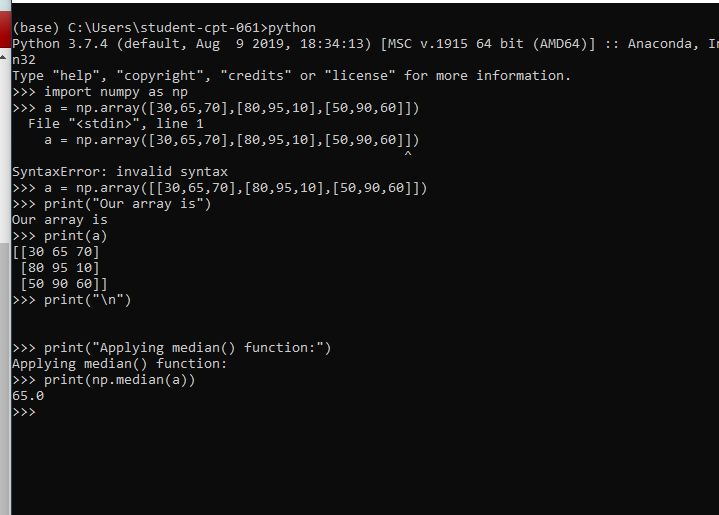 (base) C:\Users\student-cpt-061>python
Python 3.7.4 (default, Aug  9 2019, 18:34:13) [MSC v.1915 64 bit (AMD64)] :: Anaconda,
n32
Type "help", "copyright", "credits" or "license" for more information.
>>> import numpy as np
>>> a = np.array([30,65,70],[80,95,10],[50,90,60]])
  File "<stdin>", line 1
    a = np.array([30,65,70],[80,95,10],[50,90,60]])
                                                 ^
SyntaxError: invalid syntax
>>> a = np.array([[30,65,70],[80,95,10],[50,90,60]])
>>> print("Our array is")
Our array is
>>> print(a)
[[30 65 70]
 [80 95 10]
 [50 90 60]]
>>> print("\n")
>>> print("Applying median() function:")
Applying median() function:
>>> print(np.median(a))
65.0
>>>